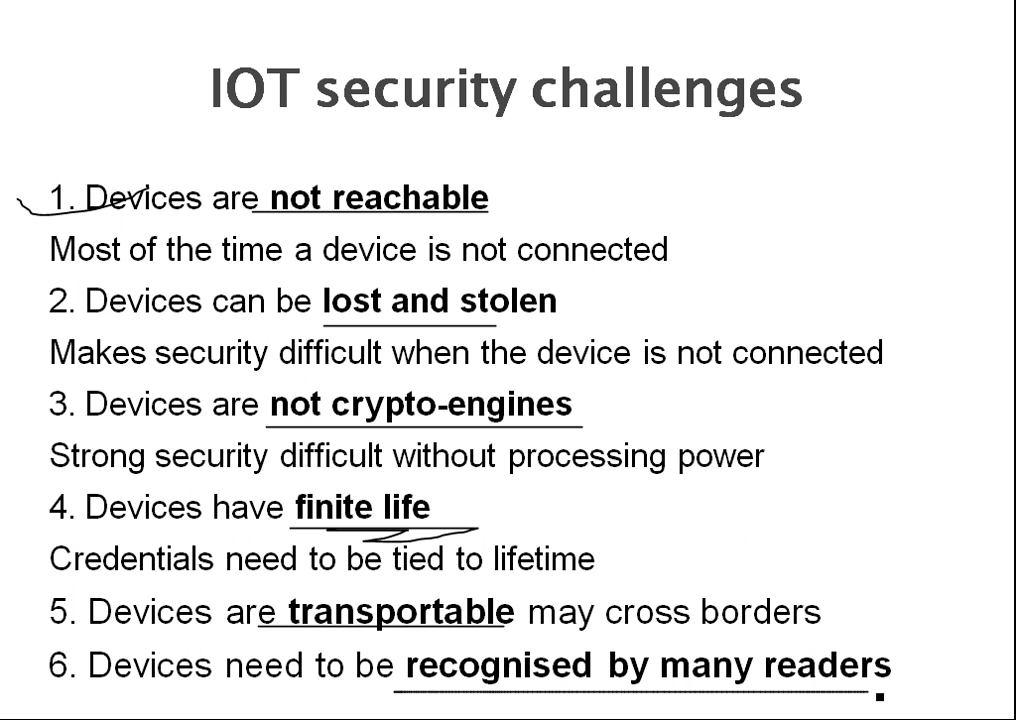 IOT security challenges
1. Devices are not reachable
Most of the time a device is not connected
2. Devices can be lost and stolen
Makes security difficult when the device is not connected
3. Devices are not crypto-engines
Strong security difficult without processing power
4. Devices have finite life
Credentials need to be tied to lifetime
5. Devices are transportable may cross borders
6. Devices need to be recognised by many readers